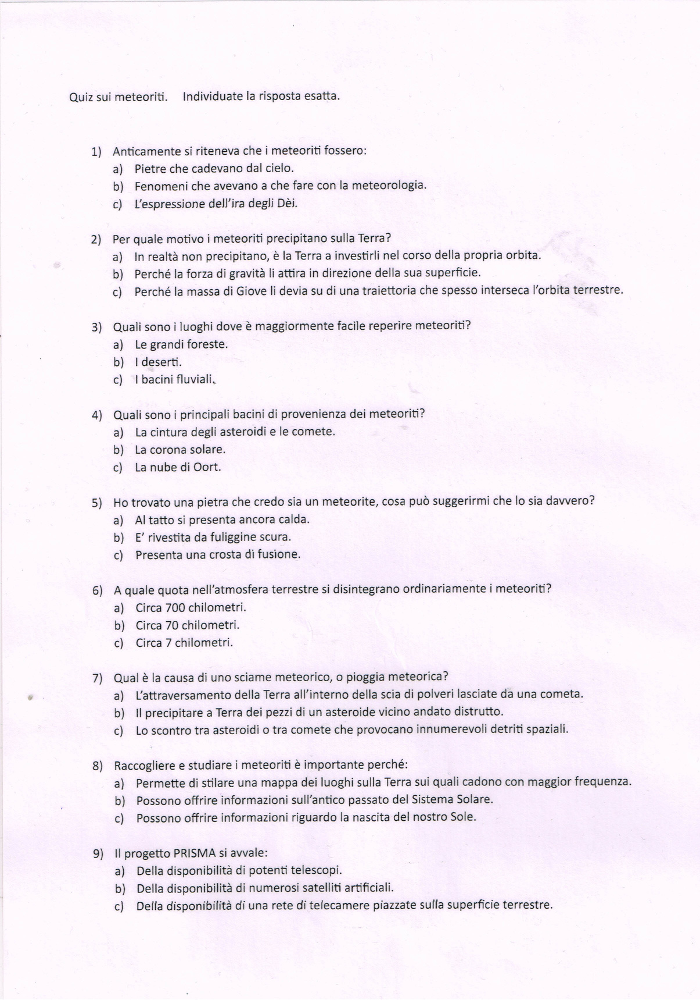 Quiz sui meteoriti. Individuate la risposta esatta.
1) Anticamente si riteneva che i meteoriti fossero:
a) Pietre che cadevano dal cielo.
b) Fenomeni che avevano a che fare con la meteorologia.
c) L'espressione dell'ira degli Dèi.
2) Per quale motivo i meteoriti precipitano sulla Terra?
a) In realtà non precipitano, è la Terra a investirli nel corso della propria orbita.
b) Perché la forza di gravità li attira in direzione della sua superficie.
c) Perché la massa di Giove li devia su di una traiettoria che spesso interseca l'orbita terrestre.
3) Quali sono i luoghi dove è maggiormente facile reperire meteoriti?
a) Le grandi foreste.
b) I deserti.
c) I bacini fluviali.
4) Quali sono i principali bacini di provenienza dei meteoriti?
a) La cintura degli asteroidi e le comete.
b) La corona solare.
c) La nube di Oort.
5) Ho trovato una pietra che credo sia un meteorite, cosa può suggerirmi che lo sia davvero?
a) Al tatto si presenta ancora calda.
b) E' rivestita da fuliggine scura.
c) Presenta una crosta di fusione.
6) A quale quota nell'atmosfera terrestre si disintegrano ordinariamente i meteoriti?
a) Circa 700 chilometri.
b) Circa 70 chilometri.
c) Circa 7 chilometri.
7) Qual è la causa di uno sciame meteorico, o pioggia meteorica?
a) L'attraversamento della Terra all'interno della scia di polveri lasciate da una cometa.
b) Il precipitare a Terra dei pezzi di un asteroide vicino andato distrutto.
c) Lo scontro tra asteroidi o tra comete che provocano innumerevoli detriti spaziali.
8) Raccogliere e studiare i meteoriti è importante perché:
a) Permette di stilare una mappa dei luoghi sulla Terra sui quali cadono con maggior frequenza.
b) Possono offrire informazioni sull'antico passato del Sistema Solare.
c) Possono offrire informazioni riguardo la nascita del nostro Sole.
9) Il progetto PRISMA si avvale:
a) Della disponibilità di potenti telescopi.
b) Della disponibilità di numerosi satelliti artificiali.
c) Della disponibilità di una rete di telecamere piazzate sulla superficie terrestre.